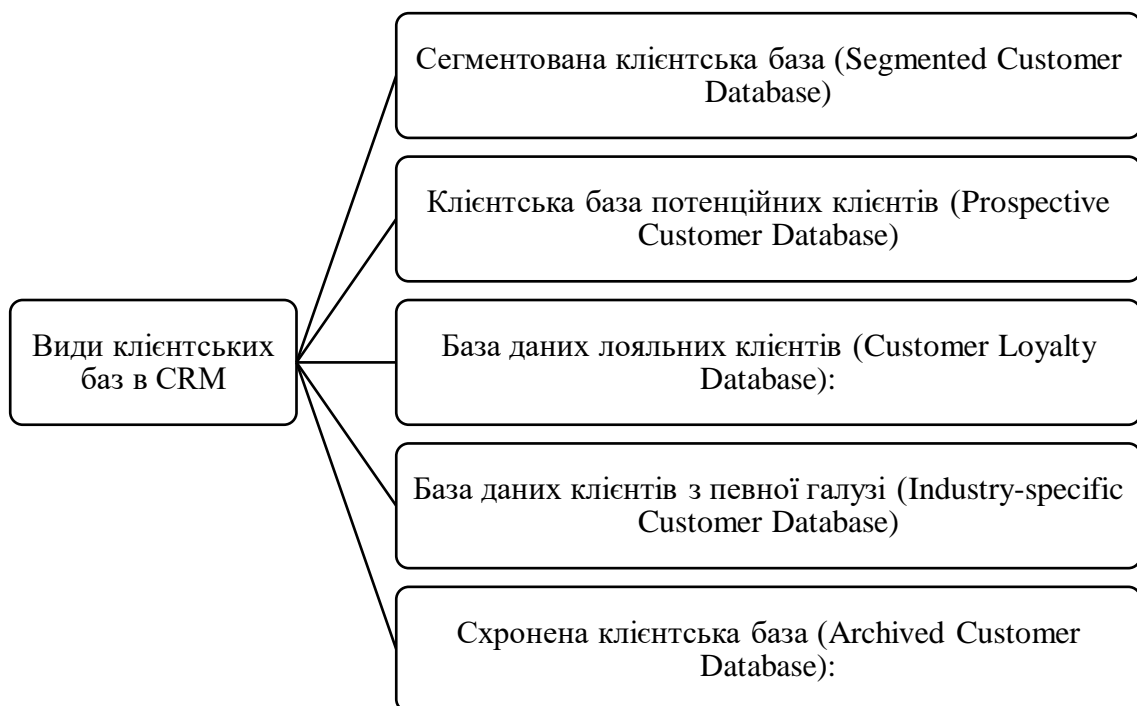 Сегментована клієнтська база (Segmented Customer
Database)
Клієнтська база потенційних клієнтів (Prospective
Customer Database)
Види клієнтських
баз в CRM
База даних лояльних клієнтів (Customer Loyalty
Database):
База даних клієнтів з певної галузі (Industry-specific
Customer Database)
Схронена клієнтська база (Archived Customer
Database):